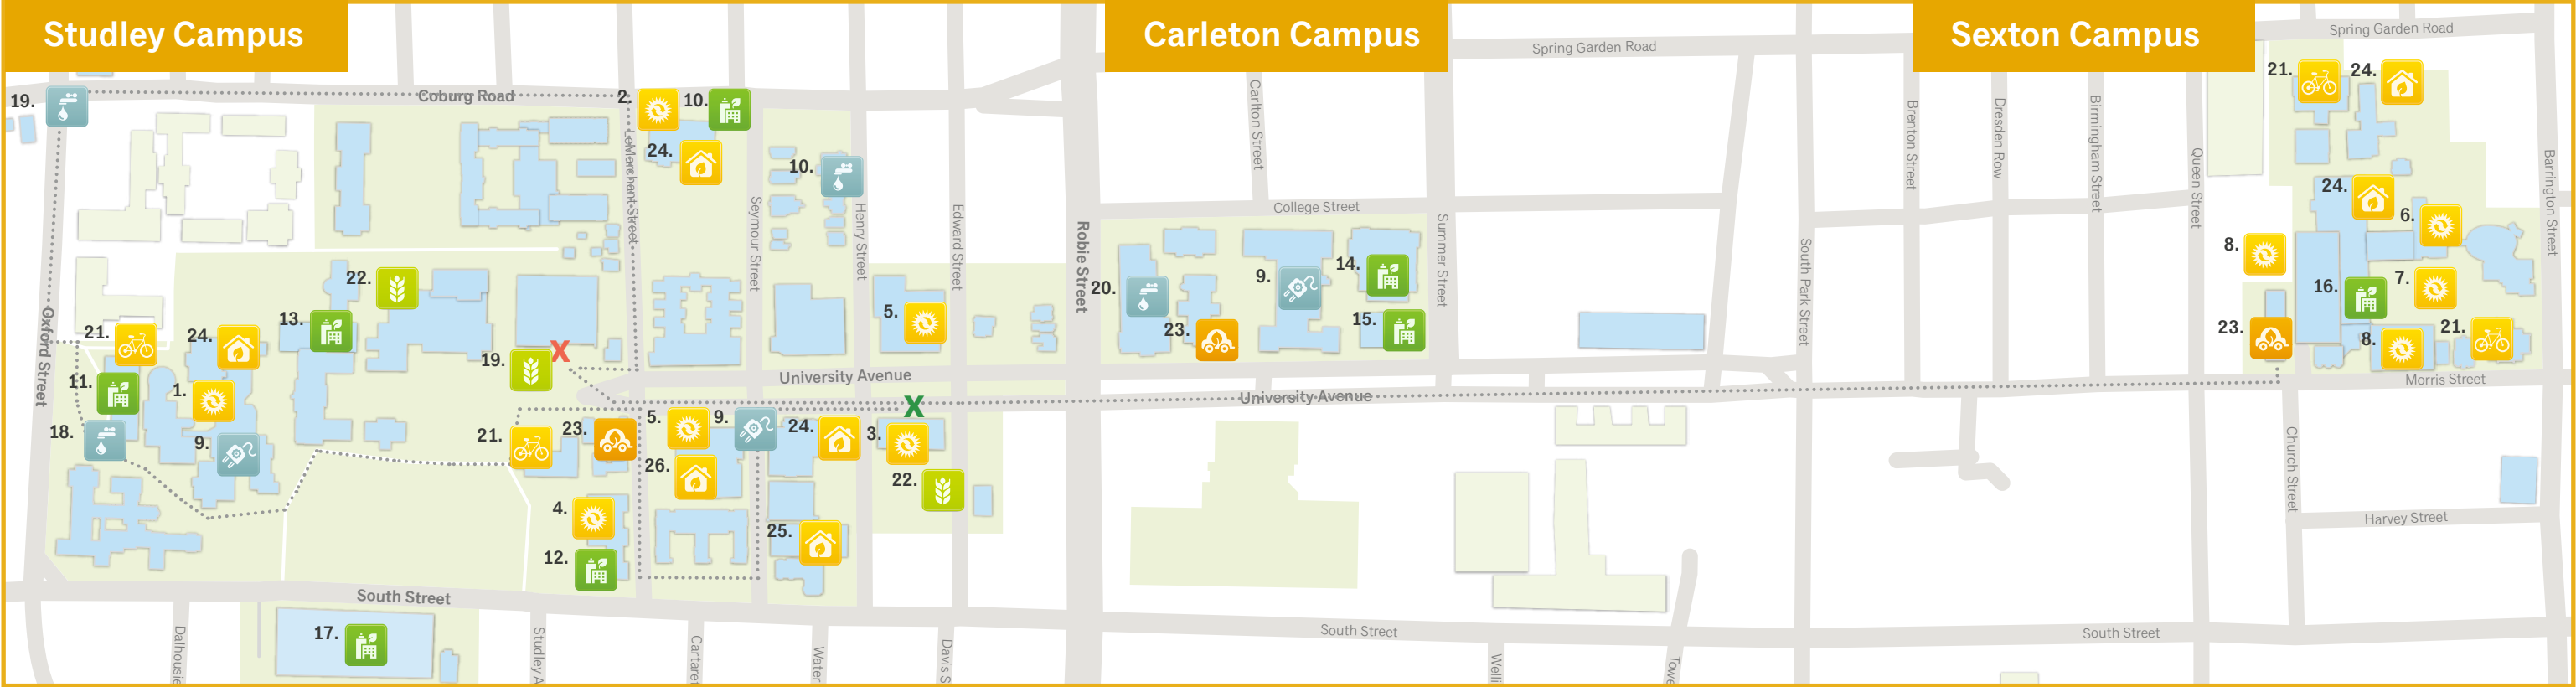 Studley Campus
Carleton Campus
Sexton Campus
Spring Garden Road
Spring Garden Road
19.
Coburg Road
2.
10.
21.
24.
24.
10.
LeMerchant Street
Seymour Street
Henry Street
Edward Street
Robie Street
Carlton Street
College Street
Summer Street
South Park Street
Brenton Street
Dresden Row
Birmingham Street
Queen Street
Barrington Street
24.
6.
8.
22.
20.
9.
14.
16.
7.
13.
5.
21.
24.
19.
X
23.
15.
23.
8.
21.
Oxford Street
11.
1.
University Avenue
X
University Avenue
Morris Street
18.
9.
21.
23.
5.
9.
24.
3.
26.
22.
4.
25.
12.
Church Street
Harvey Street
South Street
South Street
South Street
17.
Dalhousie
Studley A
Cartaret
Water
Davis S
Welli
Towe